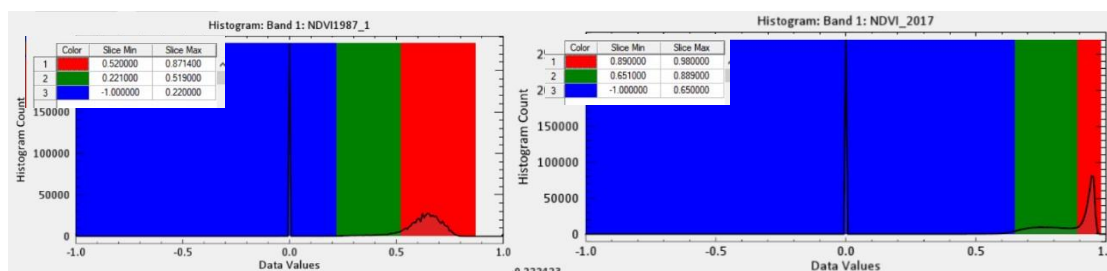 Histogram: Band 1: NDVI1987_1
Color Slice Min Slice Max
1 0.520000 0.871400
2 0.221000 0.519000
3 -1.000000 0.220000
Histogram Count
150000
100000
50000
0
-1.0 -0.5 0.0 0.5 1.0
Data Values
Histogram: Band 1: NDVI_2017
Color Slice Min Slice Max
1 0.890000 0.980000
2 0.651000 0.889000
3 -1.000000 0.650000
Histogram Count
150000
100000
50000
0
-1.0 -0.5 0.0 0.5
Data Values